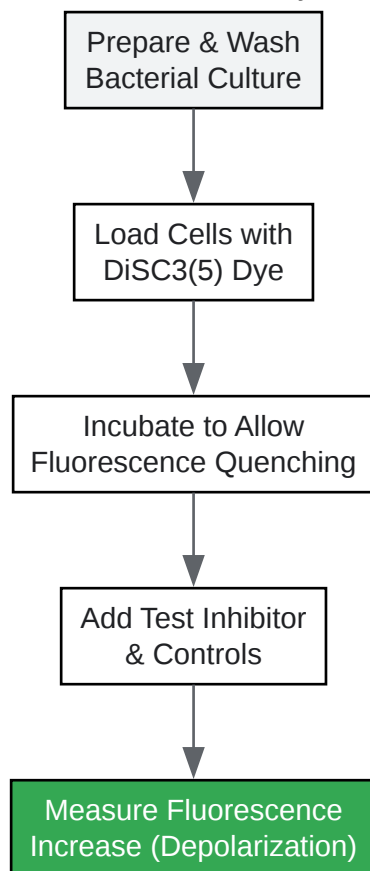 Prepare & Wash
Bacterial Culture
Load Cells with
DiSC3(5) Dye
Incubate to Allow
Fluorescence Quenching
Add Test Inhibitor
& Controls
Measure Fluorescence
Increase (Depolarization)